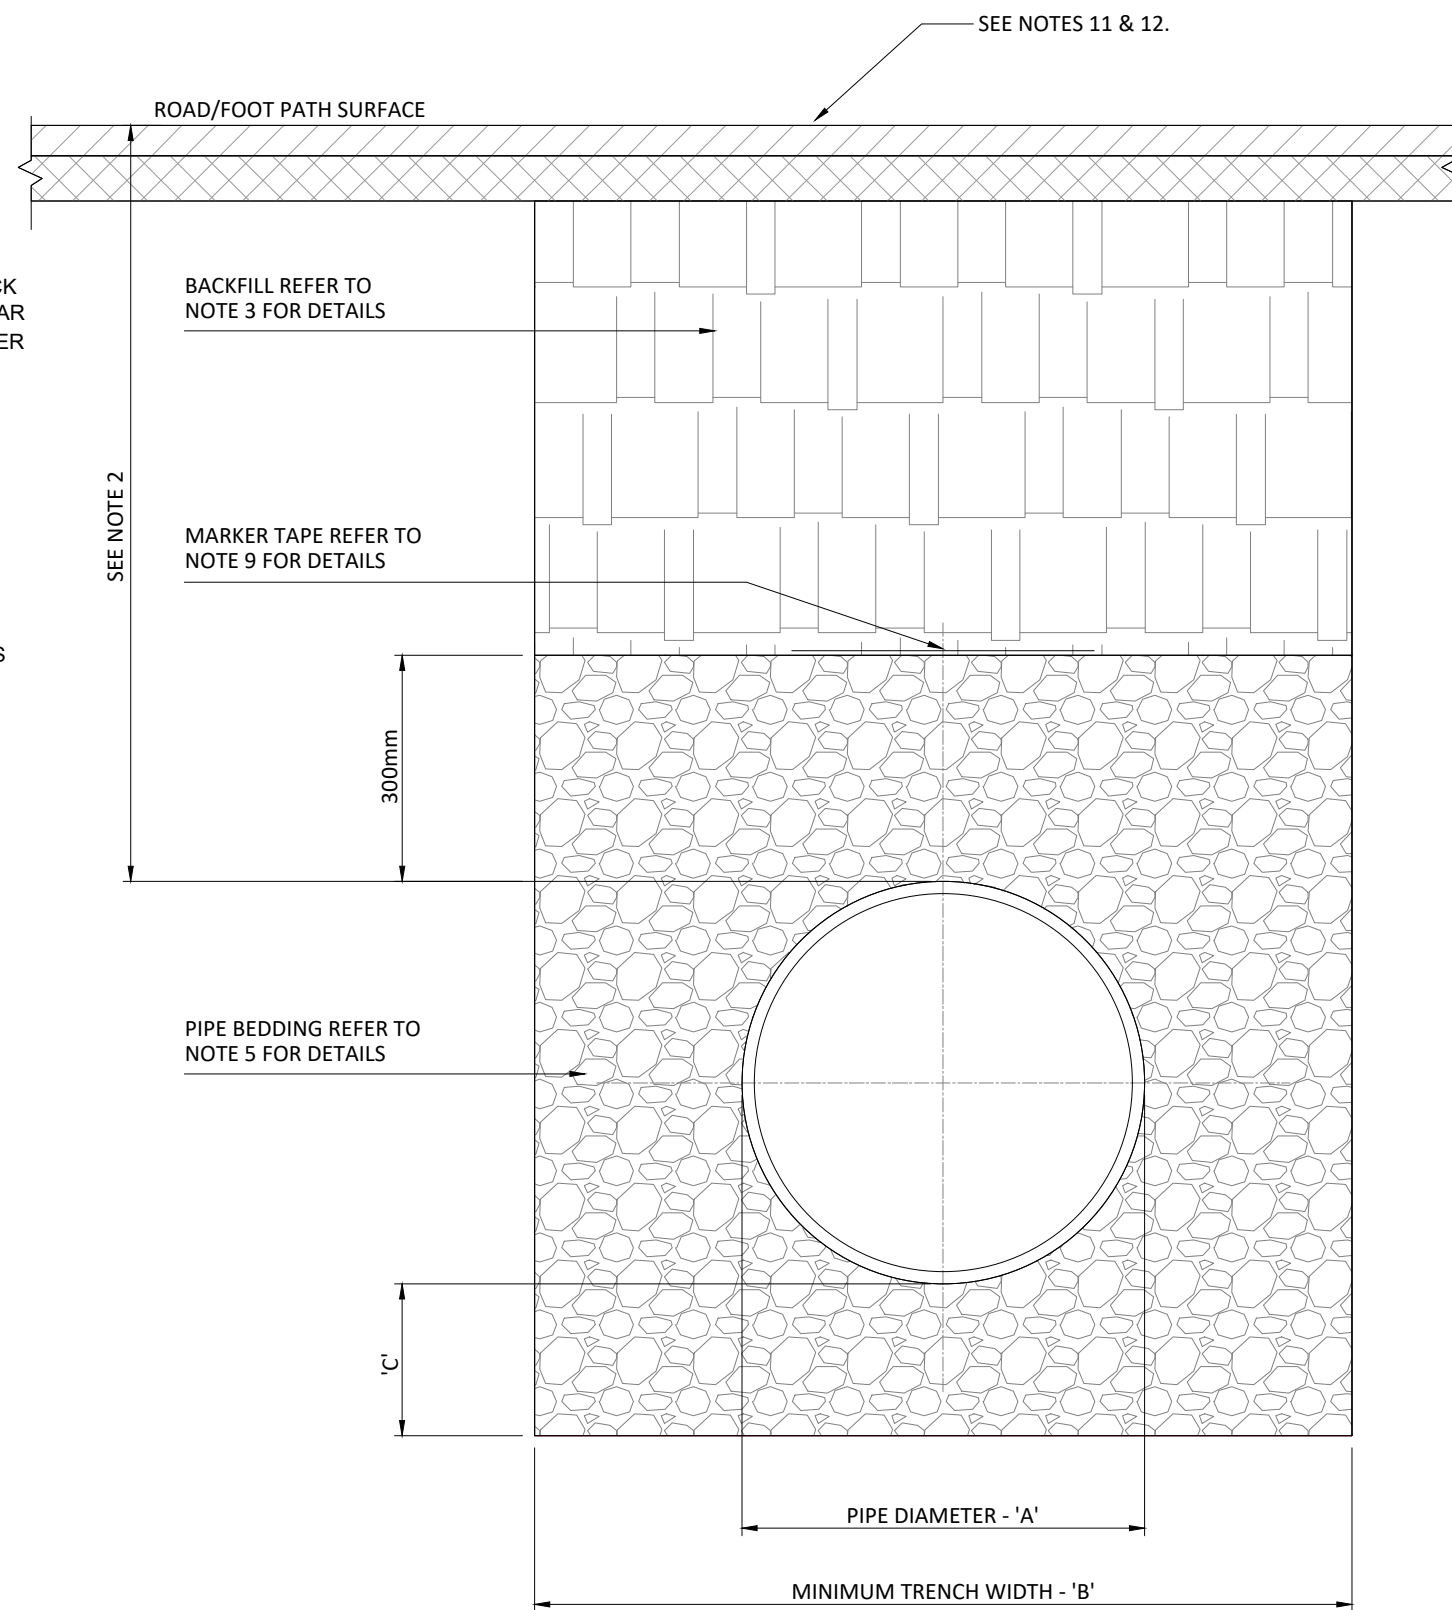 SEE NOTES 11 & 12.
ROAD/FOOT PATH SURFACE
BACKFILL REFER TO
NOTE 3 FOR DETAILS
SEE NOTE 2
MARKER TAPE REFER TO
NOTE 9 FOR DETAILS
300mm
PIPE BEDDING REFER TO
NOTE 5 FOR DETAILS
'C'
PIPE DIAMETER - 'A'
MINIMUM TRENCH WIDTH - 'B'